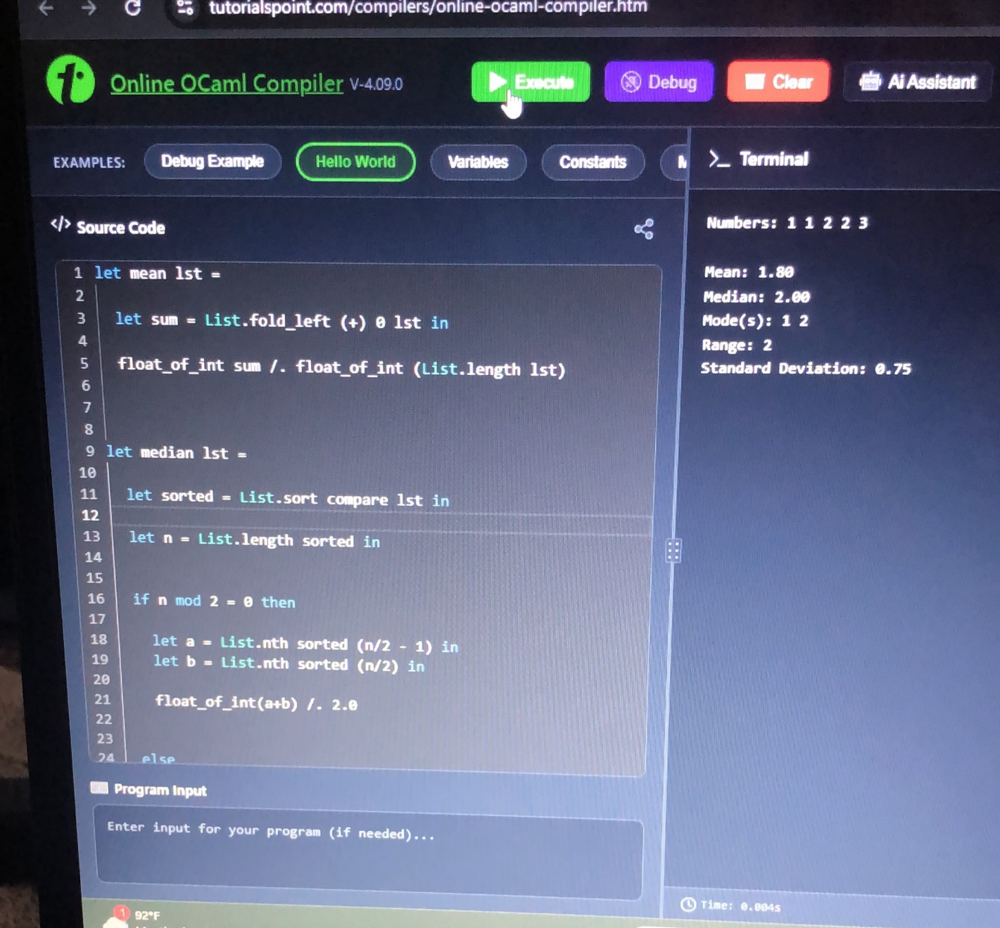 tutorialspoint.com/compilers/online-ocaml-compiler.htm
Online OCaml Compiler V-4.09.0
Execute
Debug
Clear
Ai Assistant
EXAMPLES:
Debug Example
Hello World
Variables
Constants
>_ Terminal
</> Source Code
1 let mean lst =
2
3 let sum = List.fold_left (+) 0 lst in
4
5 float_of_int sum /. float_of_int (List.length lst)
6
7
8
9 let median lst =
10
11 let sorted = List.sort compare lst in
12
13 let n = List.length sorted in
14
15
16 if n mod 2 = 0 then
17
18 let a = List.nth sorted (n/2 - 1) in
19 let b = List.nth sorted (n/2) in
20
21 float_of_int(a+b) /. 2.0
22
23
24 else
Program Input
Enter input for your program (if needed)...
Numbers: 1 1 2 2 3
Mean: 1.80
Median: 2.00
Mode(s): 1 2
Range: 2
Standard Deviation: 0.75
Time: 0.004s
1
92°F